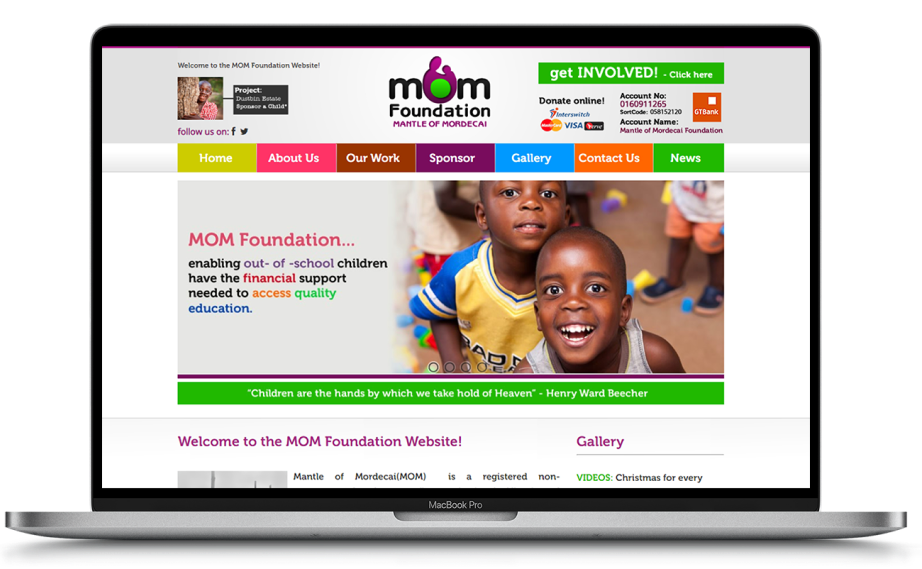 Welcome to the MOM Foundation Website!
Project:
Dustbin Estate
Sponsor a Child*
follow us on:
mom
Foundation
MANTLE OF MORDECAI
get INVOLVED! - Click here
Donate online!
Interswitch
MasterCard VISA Verve
Account No:
0160911265
SortCode: 058152120
Account Name:
Mantle of Mordecai Foundation
GTBank
Home About Us Our Work Sponsor Gallery Contact Us News
MOM Foundation...
enabling out- of -school children
have the financial support
needed to access quality
education.
"Children are the hands by which we take hold of Heaven" - Henry Ward Beecher
Welcome to the MOM Foundation Website!
Mantle of Mordecai(MOM) is a registered non-
Gallery
VIDEOS: Christmas for every
MacBook Pro